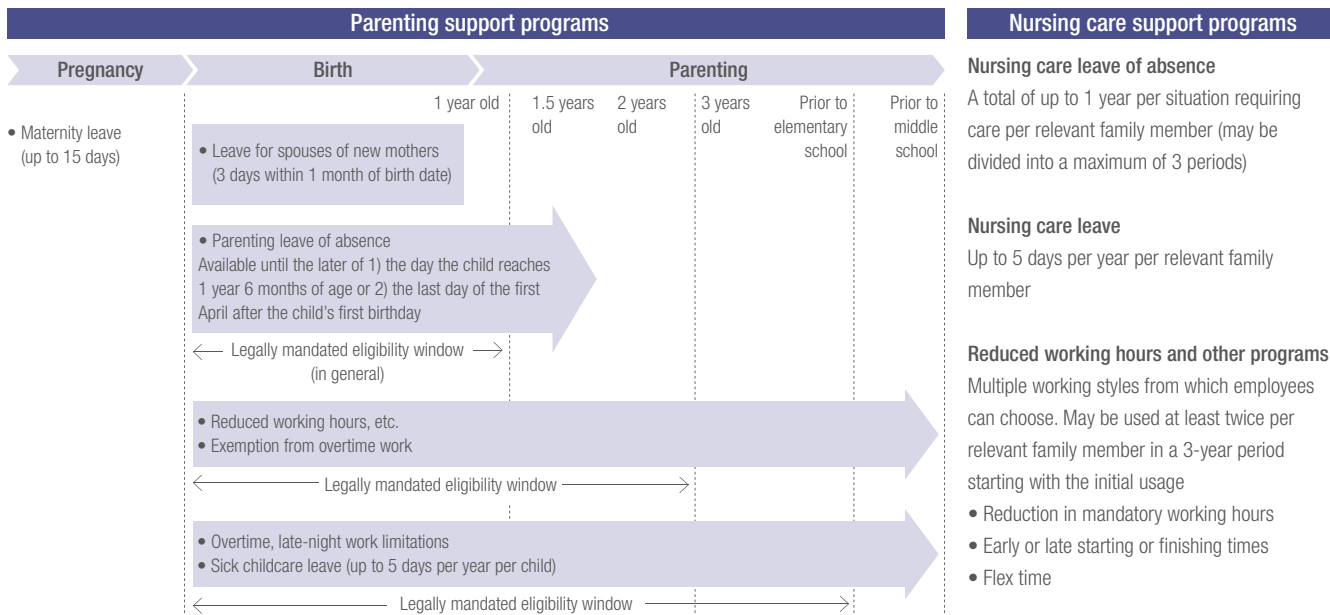 Parenting support programs
Pregnancy
Birth
Parenting
1 year old
1.5 years
old
2 years
old
3 years
old
Prior to
elementary
school
Prior to
middle
school
• Maternity leave
(up to 15 days)
• Leave for spouses of new mothers
(3 days within 1 month of birth date)
• Parenting leave of absence
Available until the later of 1) the day the child reaches
1 year 6 months of age or 2) the last day of the first
April after the child's first birthday
Legally mandated eligibility window
(in general)
• Reduced working hours, etc.
• Exemption from overtime work
Legally mandated eligibility window
• Overtime, late-night work limitations
• Sick childcare leave (up to 5 days per year per child)
Legally mandated eligibility window
Nursing care support programs
Nursing care leave of absence
A total of up to 1 year per situation requiring
care per relevant family member (may be
divided into a maximum of 3 periods)
Nursing care leave
Up to 5 days per year per relevant family
member
Reduced working hours and other programs
Multiple working styles from which employees
can choose. May be used at least twice per
relevant family member in a 3-year period
starting with the initial usage
• Reduction in mandatory working hours
• Early or late starting or finishing times
• Flex time